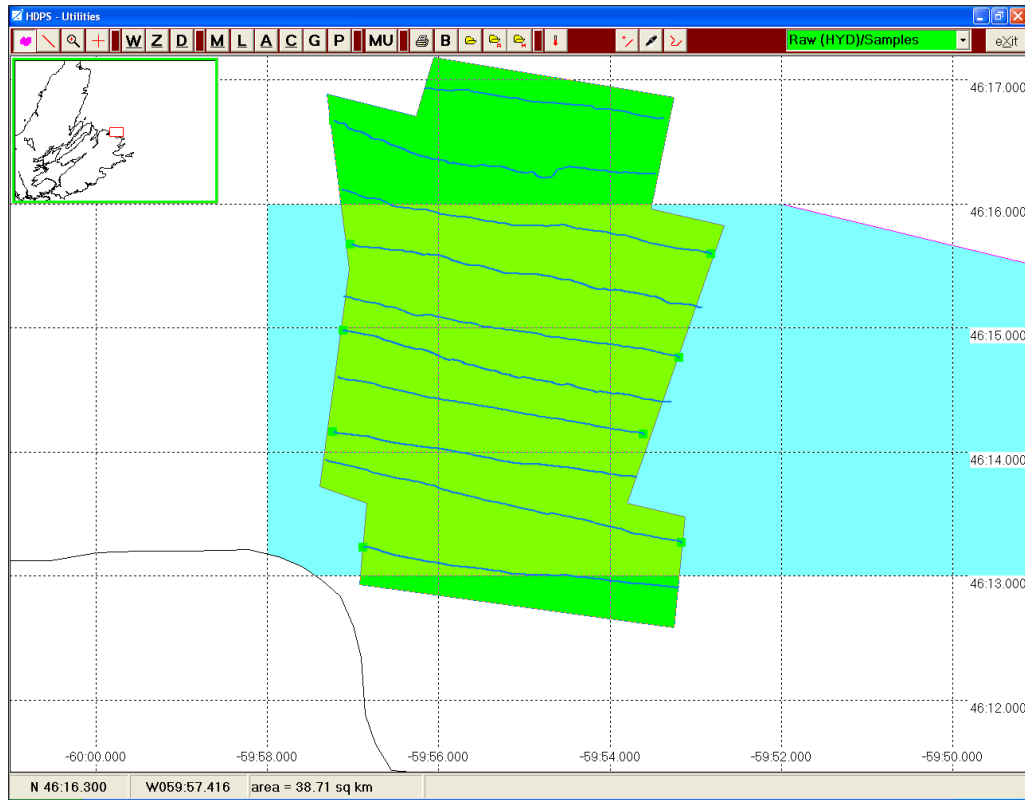 HDPS - Utilities
W Z D M L A C G P MU B Raw (HYD)/Samples eXit
46:17.000
46:16.000
46:15.000
46:14.000
46:13.000
46:12.000
-60:00.000 -59:58.000 -59:56.000 -59:54.000 -59:52.000 -59:50.000
N 46:16.300 W059:57.416 area = 38.71 sq km